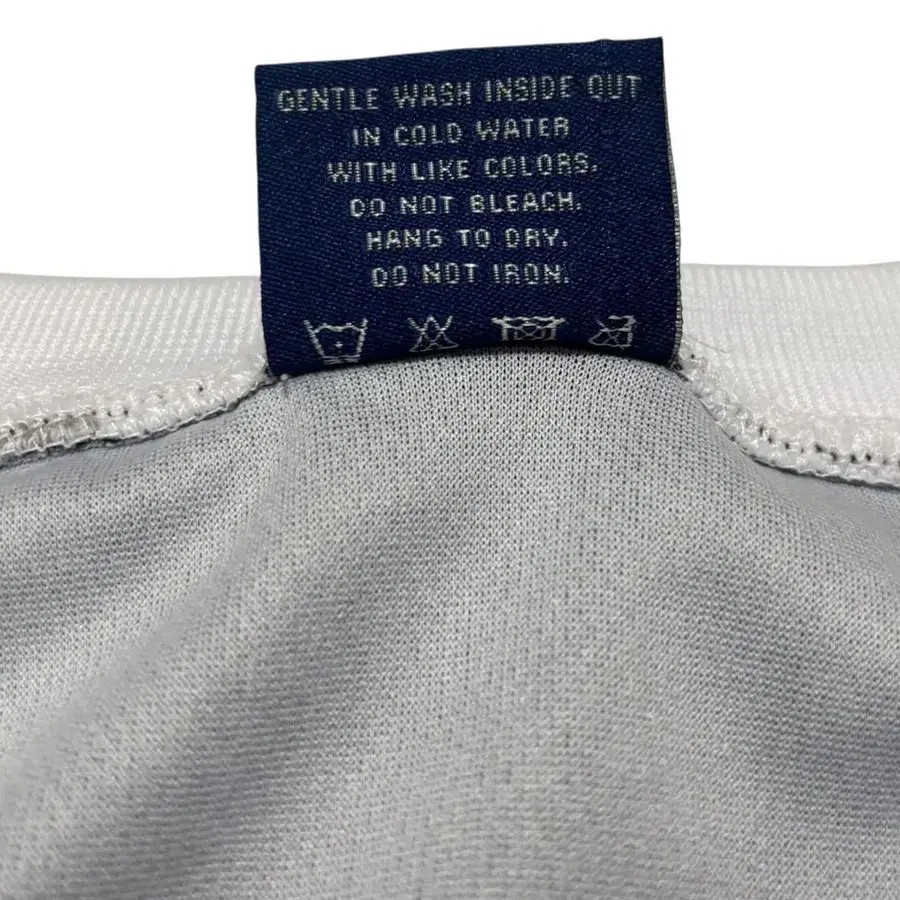 GENTLE WASH INSIDE OUT
IN COLD WATER
WITH LIKE COLORS.
DO NOT BLEACH.
HANG TO DRY.
DO NOT IRON.